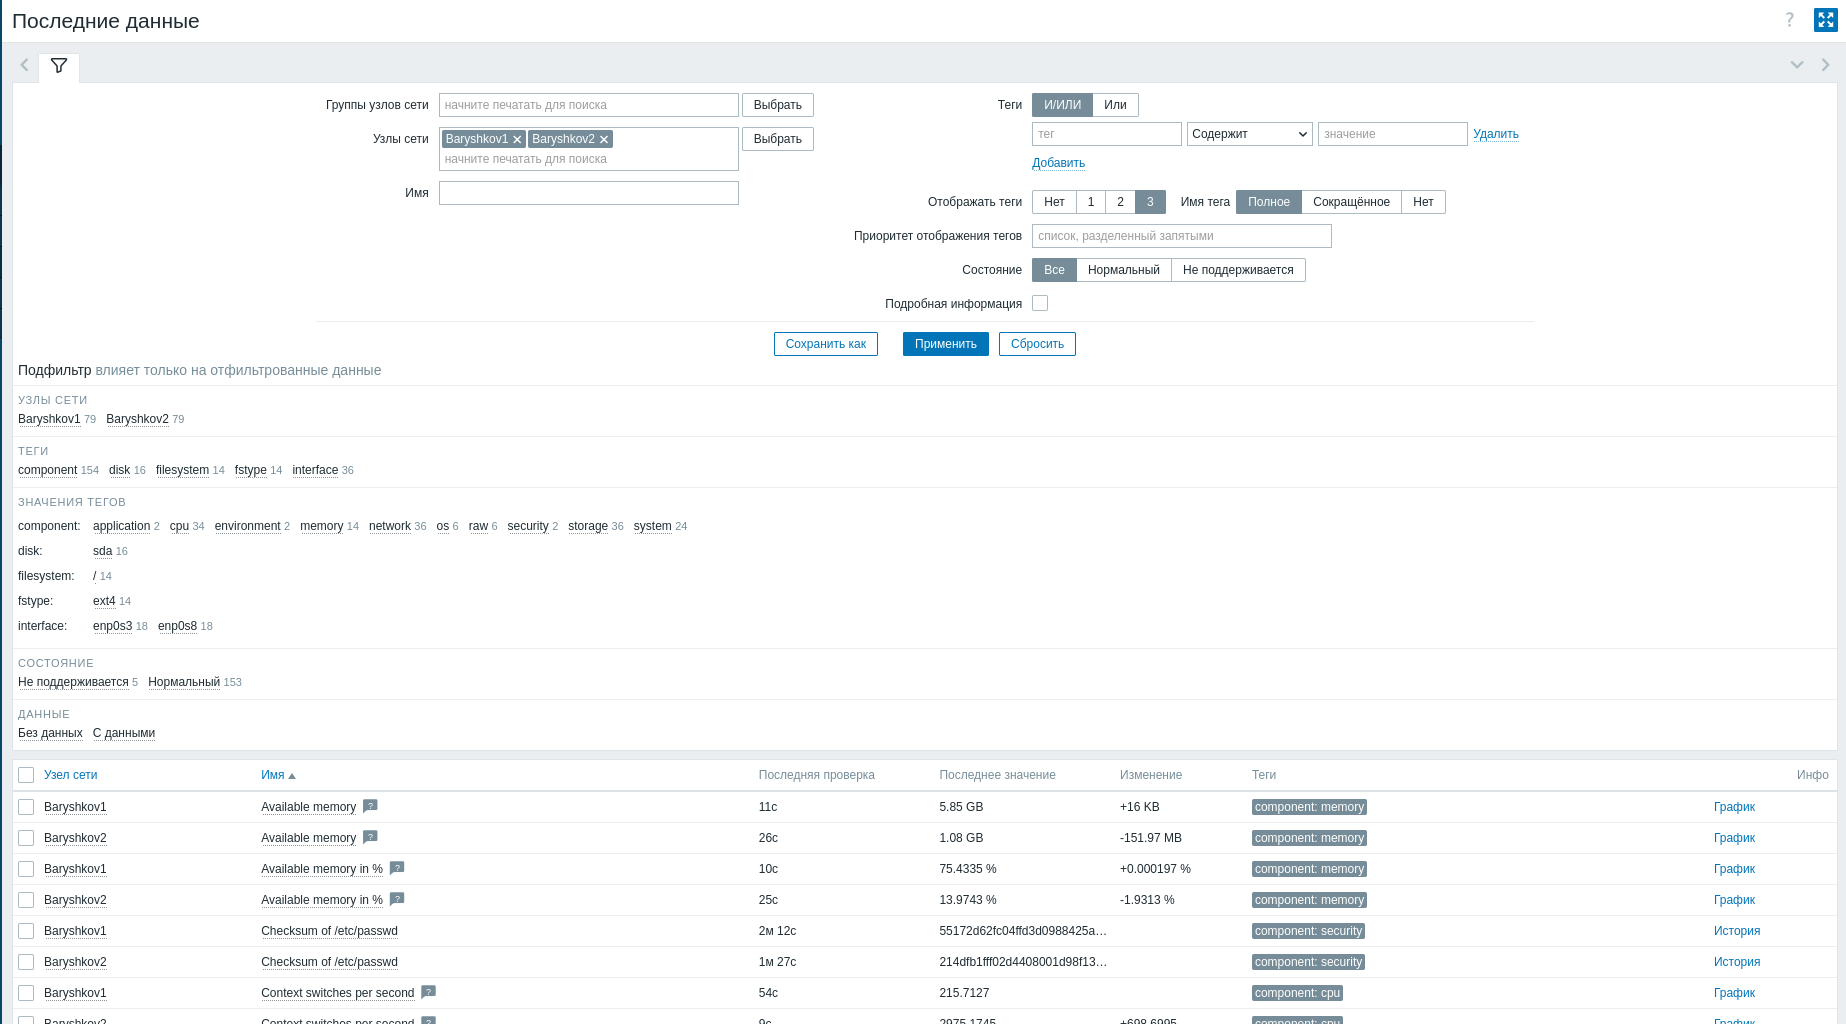 Последние данные
?
Группы узлов сети начните печатать для поиска Выбрать Теги И/ИЛИ Или
Узлы сети Baryshkov1 Baryshkov2 начните печатать для поиска Выбрать тег Содержит значение Удалить
Добавить
Имя
Отображать теги Нет 1 2 3 Имя тега Полное Сокращённое Нет
Приоритет отображения тегов список, разделенный запятыми
Состояние Все Нормальный Не поддерживается
Подробная информация
Сохранить как Применить Сбросить
Подфильтр влияет только на отфильтрованные данные
УЗЛЫ СЕТИ
Baryshkov1 79 Baryshkov2 79
ТЕГИ
component 154 disk 16 filesystem 14 fstype 14 interface 36
ЗНАЧЕНИЯ ТЕГОВ
component: application 2 cpu 34 environment 2 memory 14 network 36 os 6 raw 6 security 2 storage 36 system 24
disk: sda 16
filesystem: / 14
fstype: ext4 14
interface: enp0s3 18 enp0s8 18
СОСТОЯНИЕ
Не поддерживается 5 Нормальный 153
ДАННЫЕ
Без данных С данными
Узел сети Имя Последняя проверка Последнее значение Изменение Теги Инфо
Baryshkov1 Available memory ? 11с 5.85 GB +16 KB component: memory График
Baryshkov2 Available memory ? 26с 1.08 GB -151.97 MB component: memory График
Baryshkov1 Available memory in % ? 10с 75.4335 % +0.000197 % component: memory График
Baryshkov2 Available memory in % ? 25с 13.9743 % -1.9313 % component: memory График
Baryshkov1 Checksum of /etc/passwd 2м 12с 55172d62fc04ffd3d0988425a… component: security История
Baryshkov2 Checksum of /etc/passwd 1м 27с 214dfb1fff02d4408001d98f13… component: security История
Baryshkov1 Context switches per second ? 54с 215.7127 component: cpu График
Baryshkov2 Context switches per second ? 9с 2975.1745 +698.6995 component: cpu График